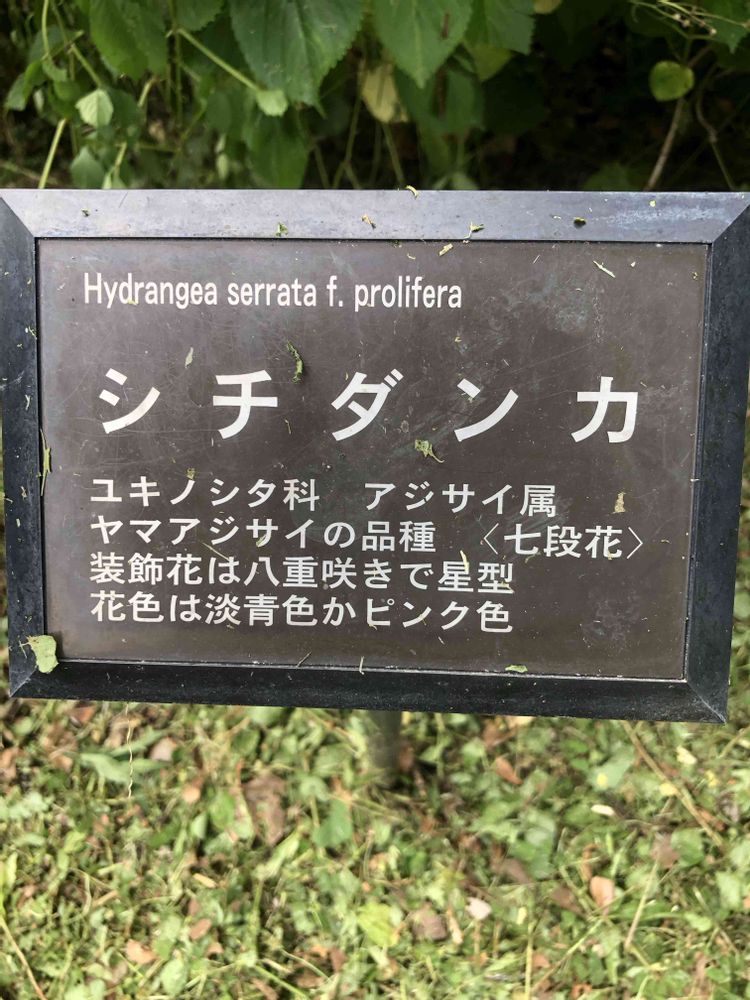 Hydrangea serrata f. prolifera
シチダンカ
ユキノシタ科　アジサイ属
ヤマアジサイの品種　〈七段花〉
装飾花は八重咲きで星型
花色は淡青色かピンク色